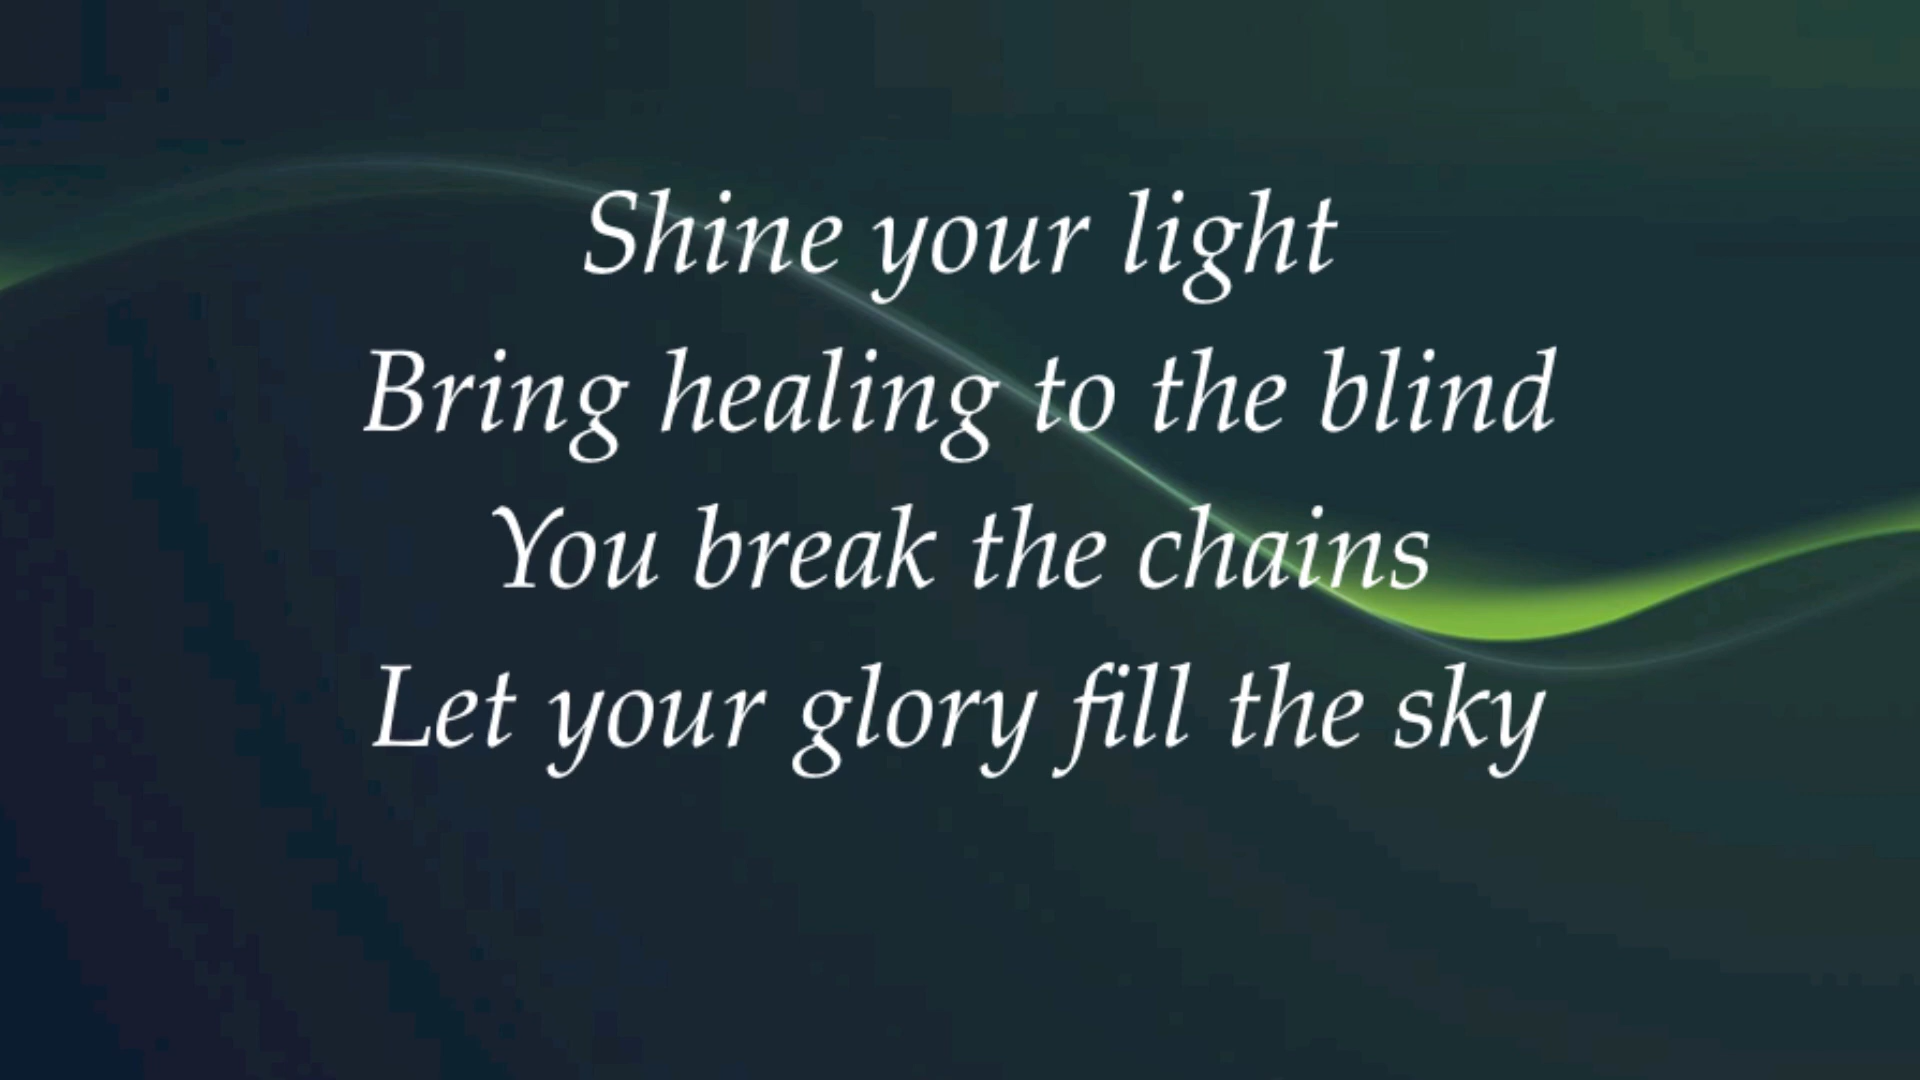 Shine your light
Bring healing to the blind
You break the chains
Let your glory fill the sky